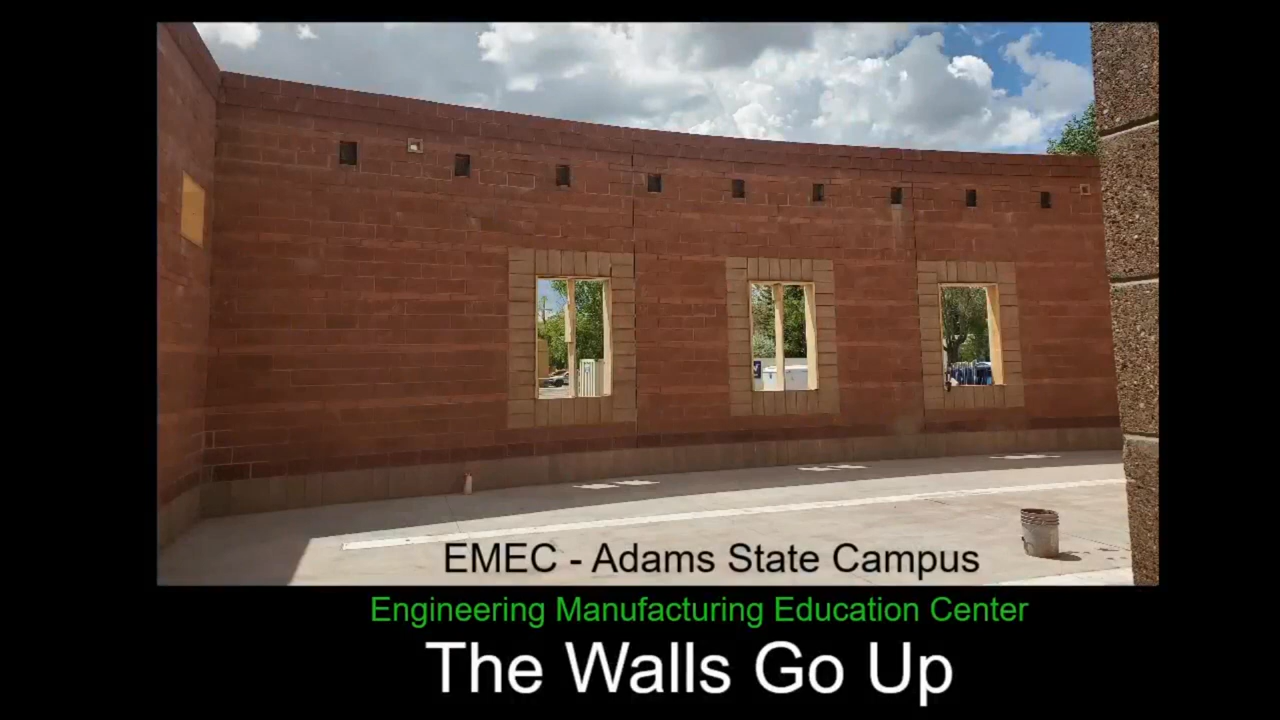 EMEC - Adams State Campus
Engineering Manufacturing Education Center
The Walls Go Up